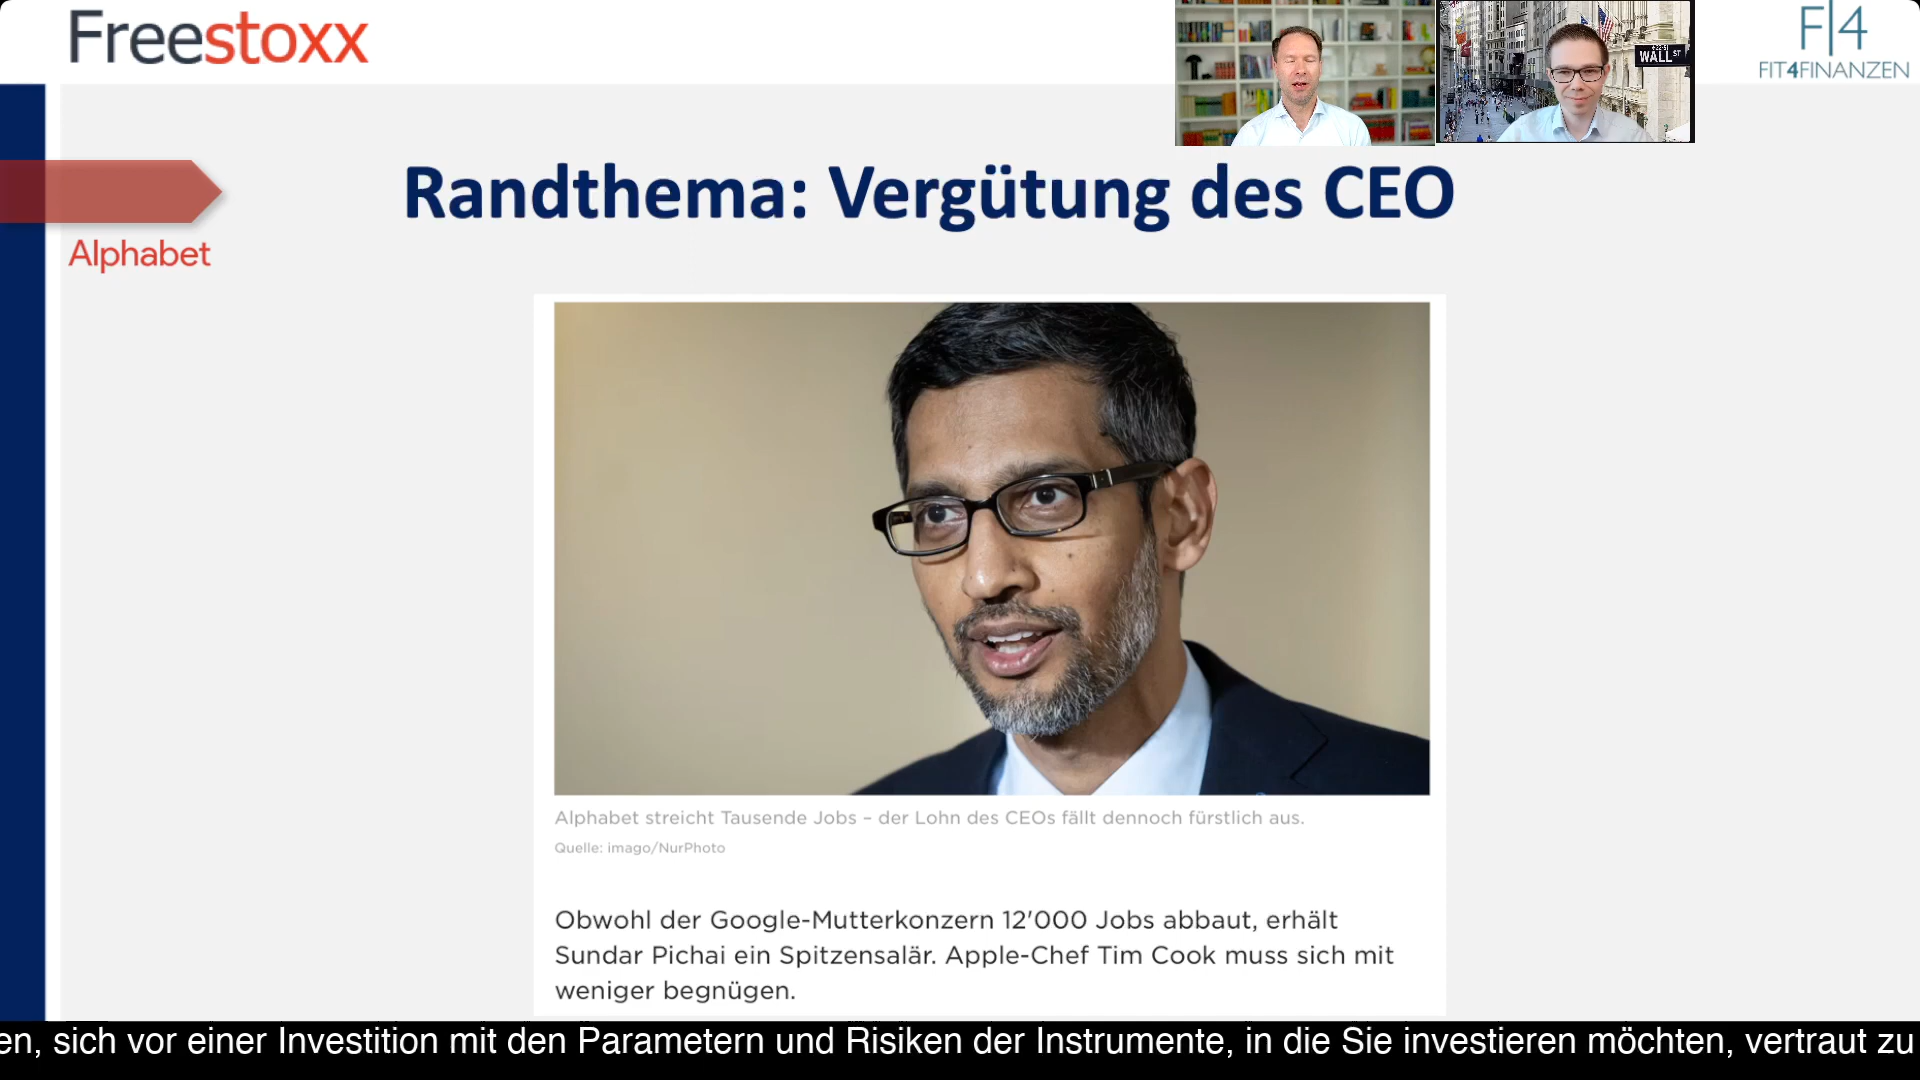 Freestoxx
WALL ST
F|4
FIT4FINANZEN
Randthema: Vergütung des CEO
Alphabet
Alphabet streicht Tausende Jobs – der Lohn des CEOs fällt dennoch fürstlich aus.
Quelle: imago/NurPhoto
Obwohl der Google-Mutterkonzern 12'000 Jobs abbaut, erhält
Sundar Pichai ein Spitzensalär. Apple-Chef Tim Cook muss sich mit
weniger begnügen.
en, sich vor einer Investition mit den Parametern und Risiken der Instrumente, in die Sie investieren möchten, vertraut zu